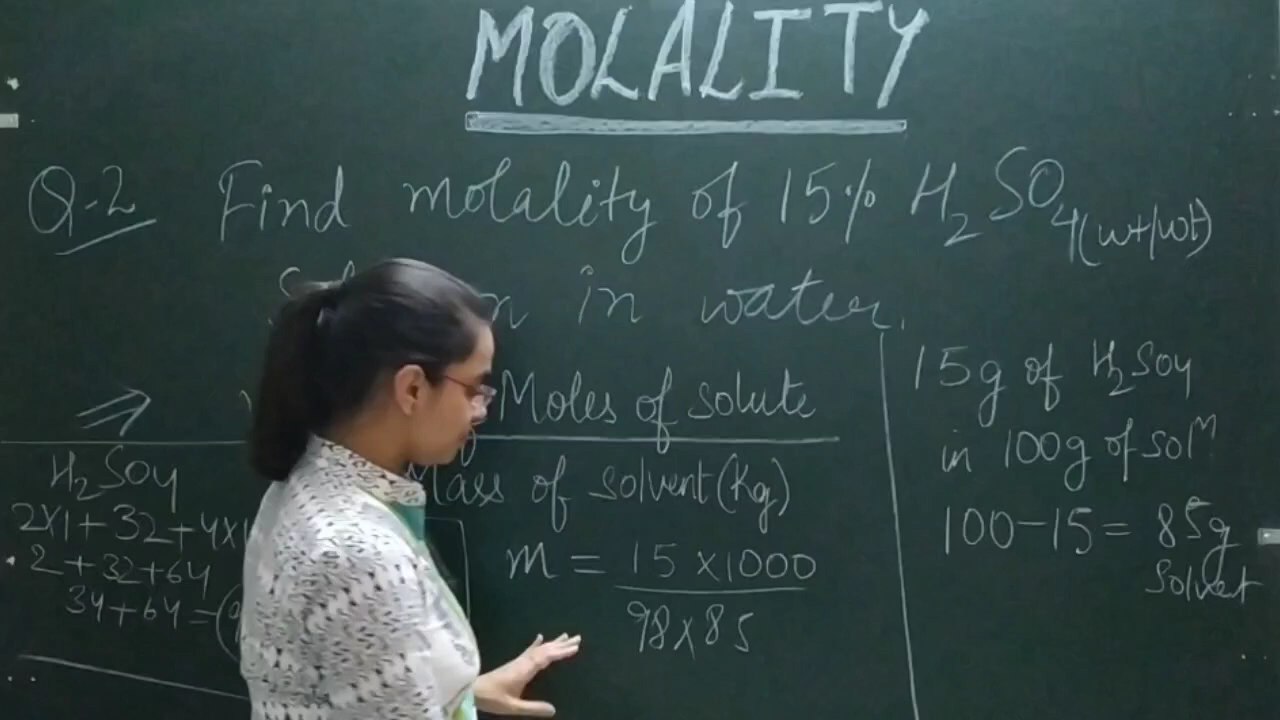 MOLALITY
Q-2 Find molality of 15% H2SO4(wt/wt)
in water.
Moles of solute
Mass of solvent(Kg)
m = 15 x1000
98x85
H2SO4
2x1+32+4x1
2+32+64
34+64=(9
15g of H2SO4
in 100g of solⁿ
100-15= 85g
solvent